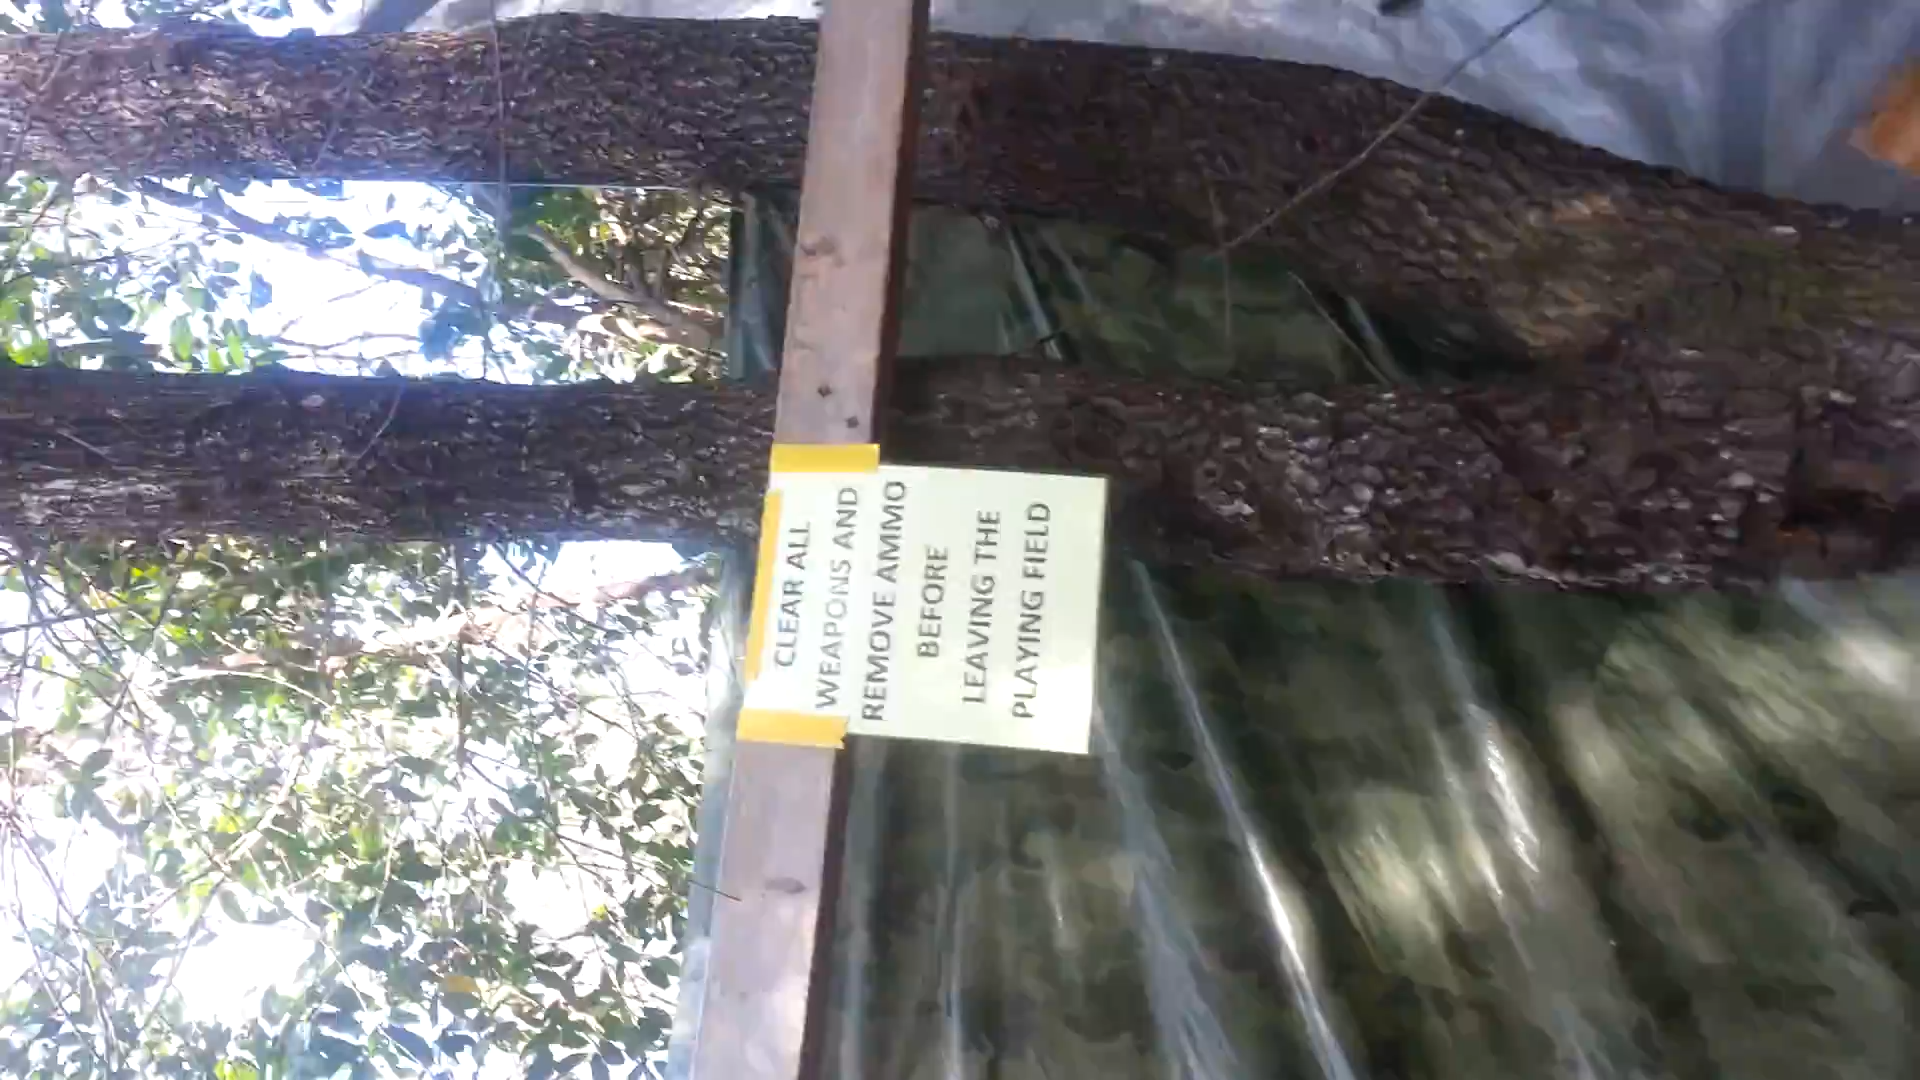 CLEAR ALL
WEAPONS AND
REMOVE AMMO
BEFORE
LEAVING THE
PLAYING FIELD